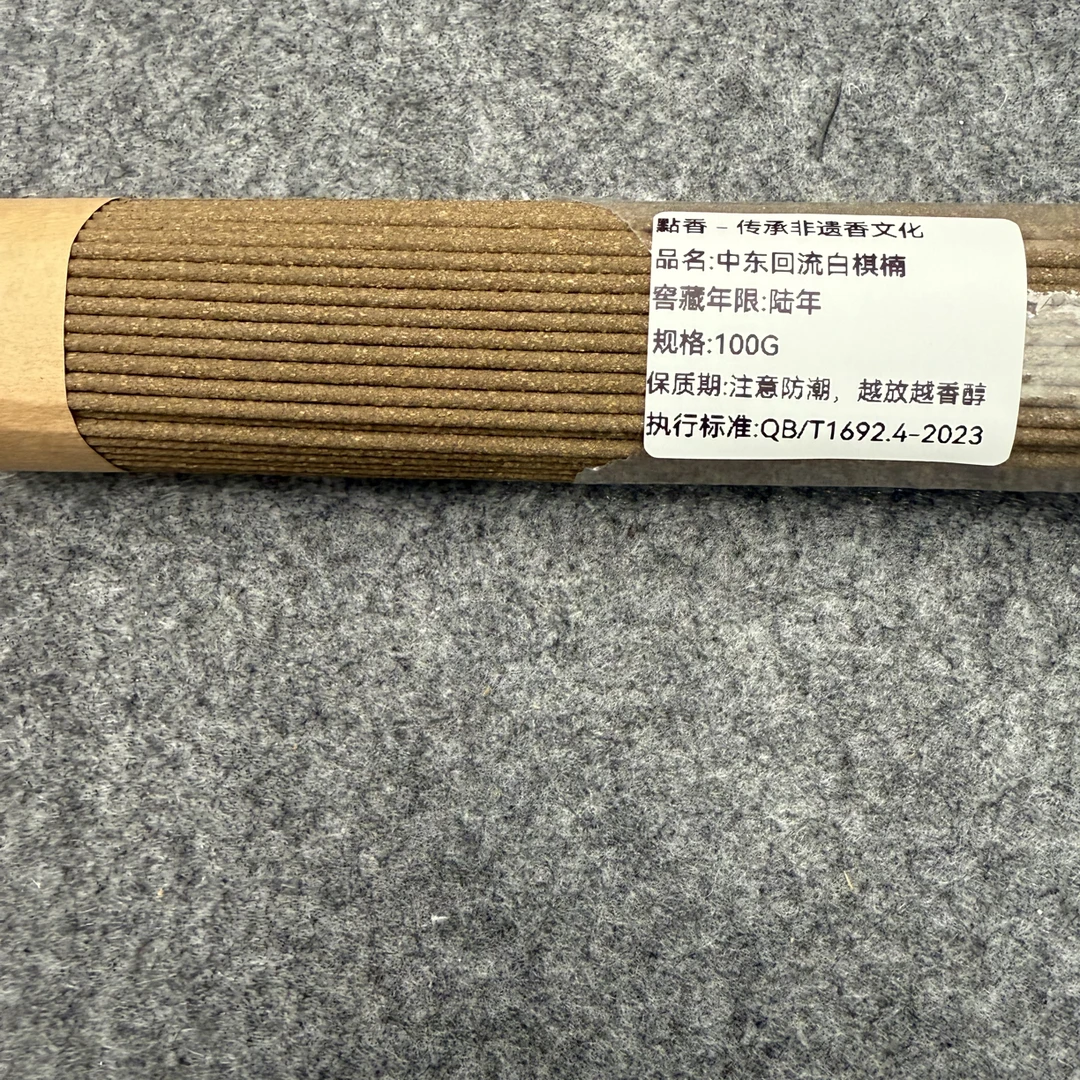 點香 - 传承非遗香文化
品名:中东回流白棋楠
窖藏年限:陆年
规格:100G
保质期:注意防潮，越放越香醇
执行标准:QB/T1692.4-2023